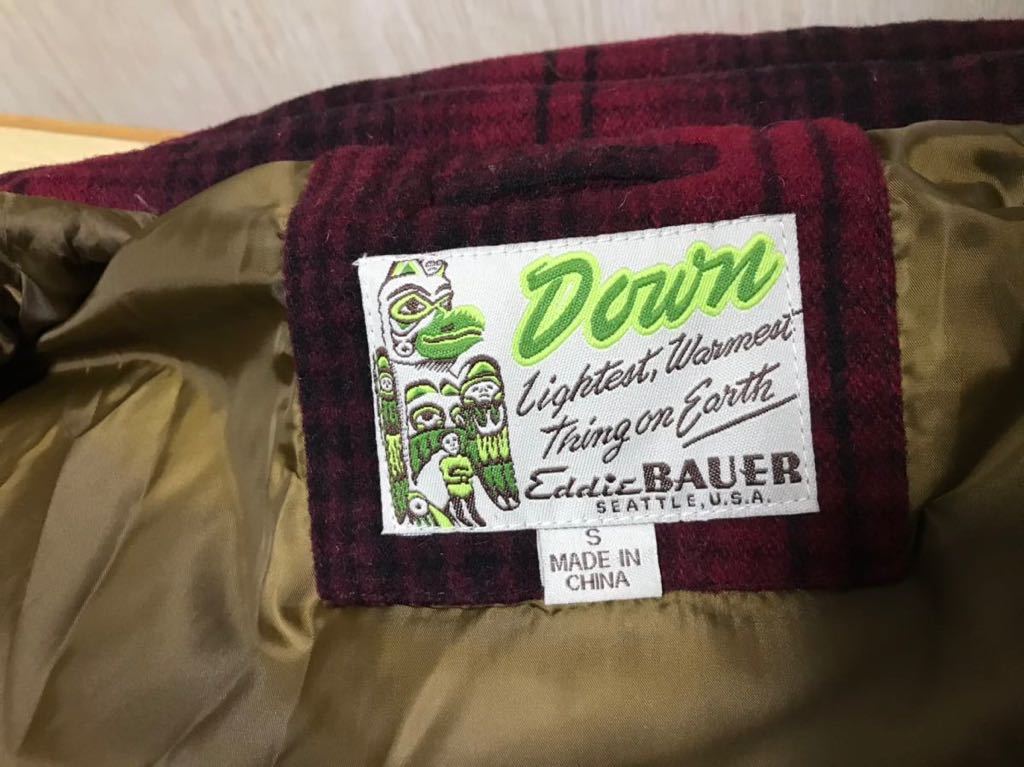 Down
Lightest, Warmest
Thing on Earth
Eddie BAUER
SEATTLE, U.S.A.
S
MADE IN
CHINA